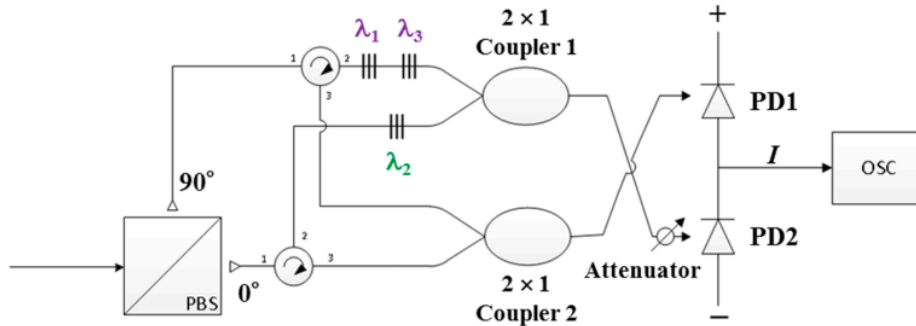 λ1 λ3
2 × 1
Coupler 1
1
2
3
λ2
90°
PBS
0°
1
2
3
2 × 1
Coupler 2
Attenuator
+
PD1
I
OSC
PD2
−